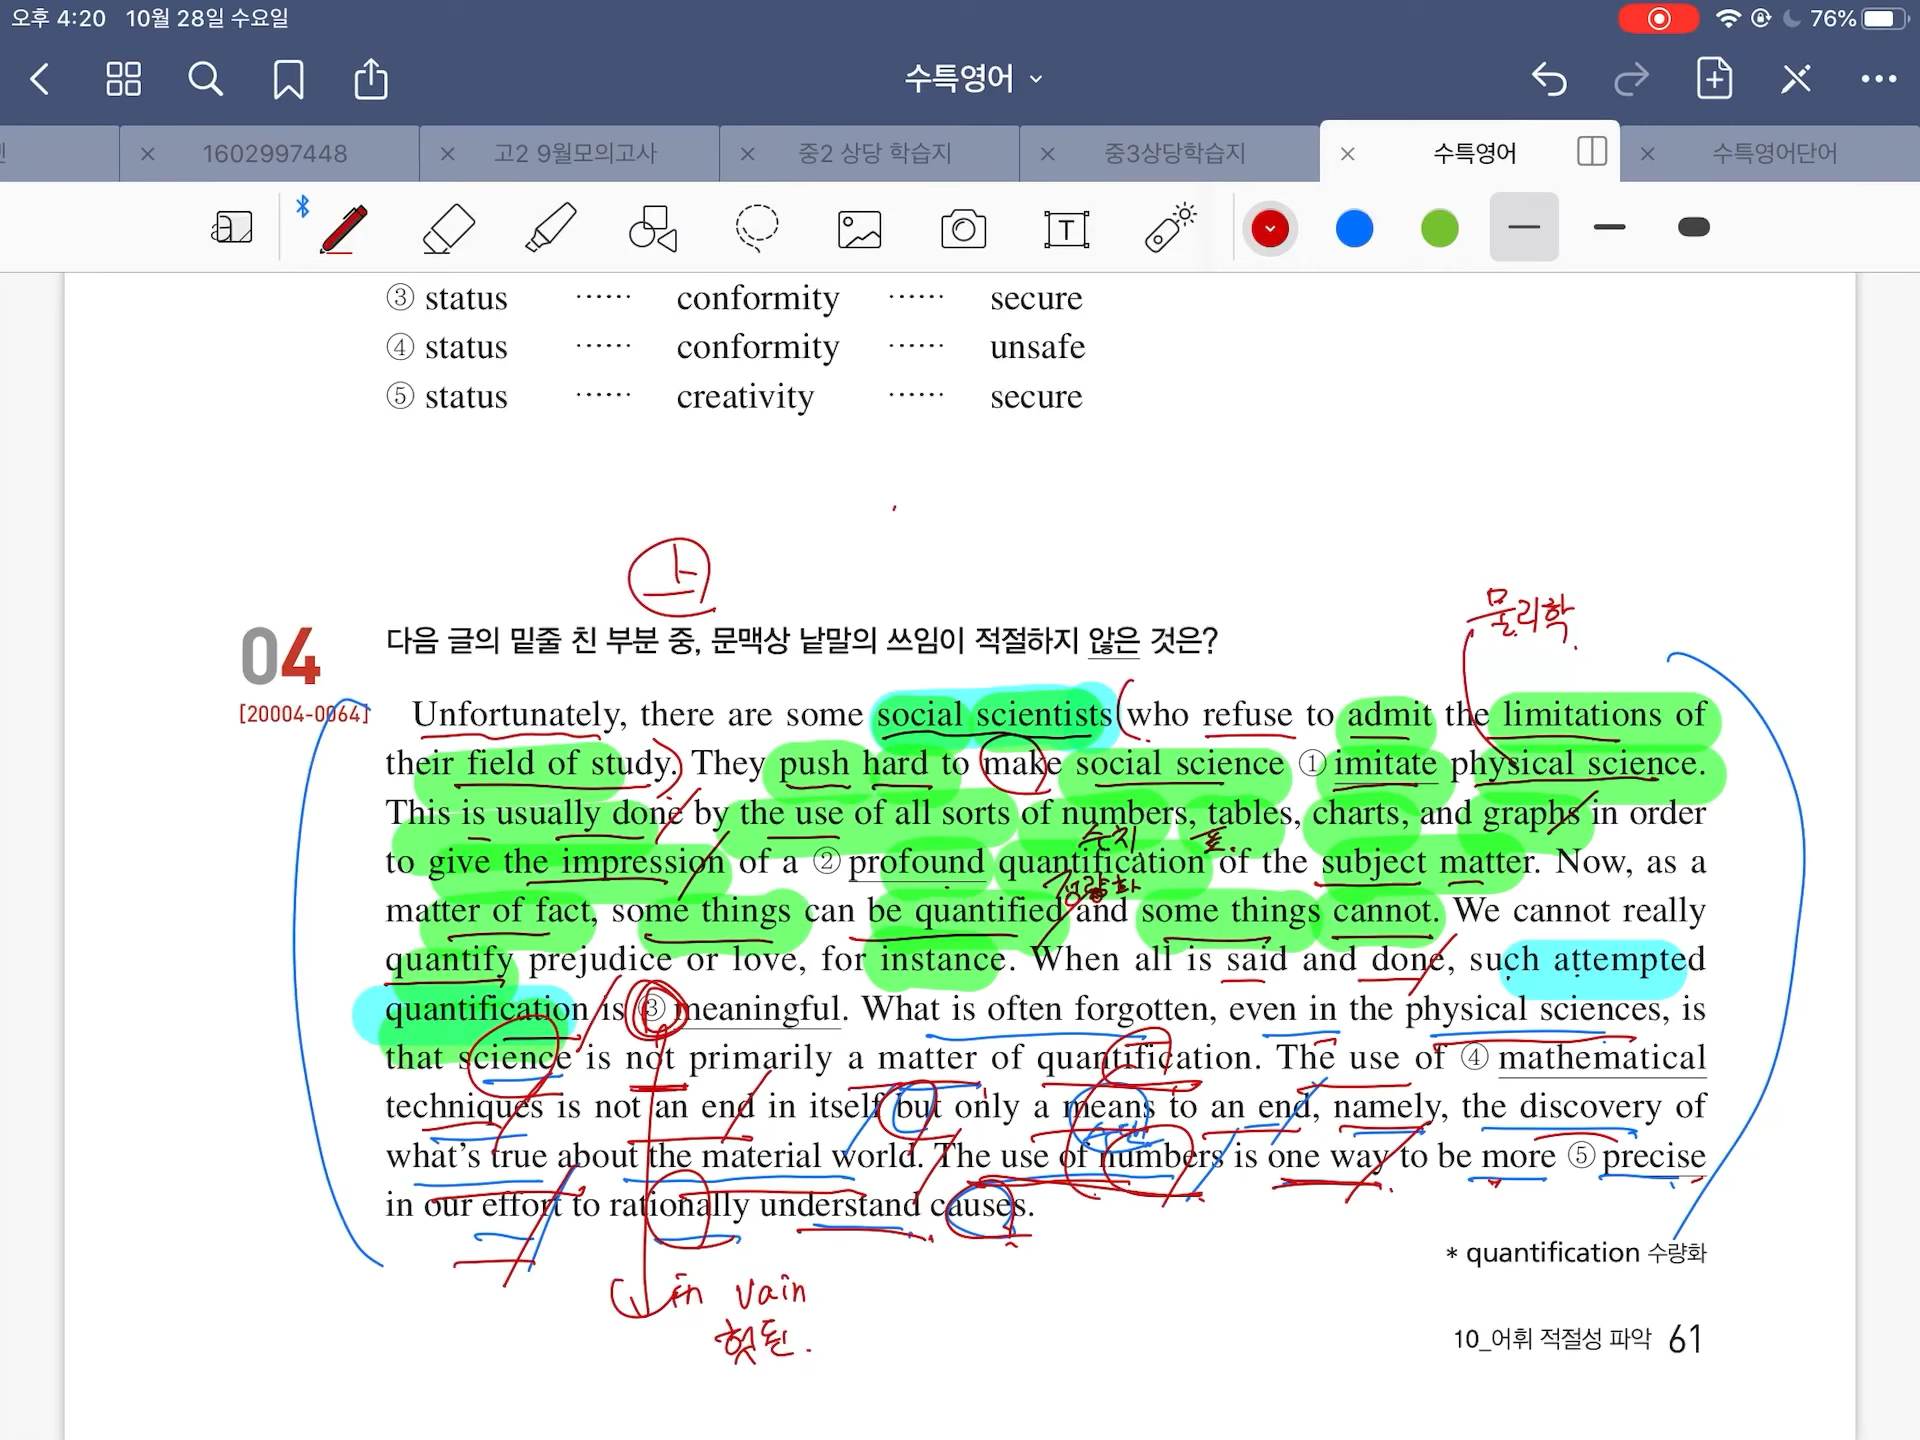 오후 4:20 10월 28일 수요일 76%
수특영어
1602997448 고2 9월모의고사 중2 상당 학습지 중3상당학습지 수특영어 수특영어단어
③ status ...... conformity ...... secure
④ status ...... conformity ...... unsafe
⑤ status ...... creativity ...... secure
상
물리학.
04 다음 글의 밑줄 친 부분 중, 문맥상 낱말의 쓰임이 적절하지 않은 것은?
[20004-0064]
Unfortunately, there are some social scientists who refuse to admit the limitations of
their field of study. They push hard to make social science ① imitate physical science.
This is usually done by the use of all sorts of numbers, tables, charts, and graphs in order
수치 표.
to give the impression of a ② profound quantification of the subject matter. Now, as a
정량화
matter of fact, some things can be quantified and some things cannot. We cannot really
quantify prejudice or love, for instance. When all is said and done, such attempted
quantification is ③ meaningful. What is often forgotten, even in the physical sciences, is
that science is not primarily a matter of quantification. The use of ④ mathematical
techniques is not an end in itself but only a means to an end, namely, the discovery of
수단
what's true about the material world. The use of numbers is one way to be more ⑤ precise
in our effort to rationally understand causes.
* quantification 수량화
in vain
헛된.
10_어휘 적절성 파악 61